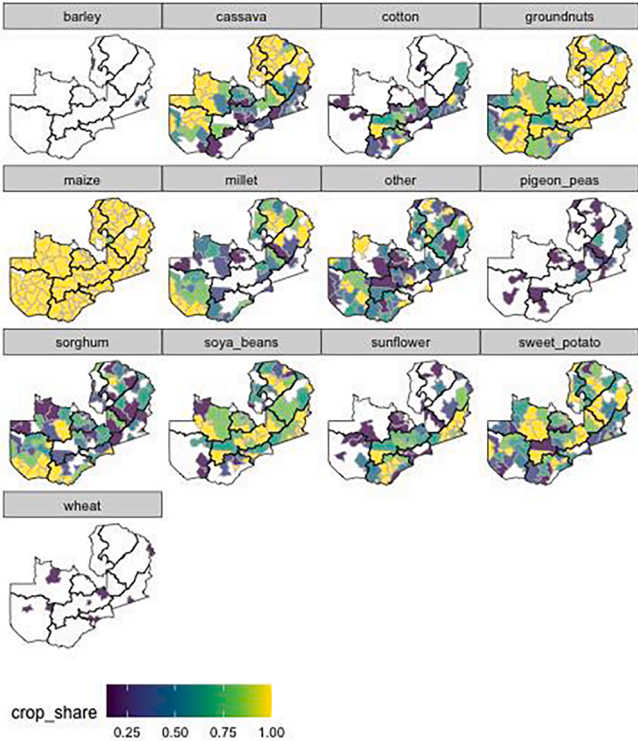 barley cassava cotton groundnuts
maize millet other pigeon_peas
sorghum soya_beans sunflower sweet_potato
wheat
crop_share
0.25 0.50 0.75 1.00